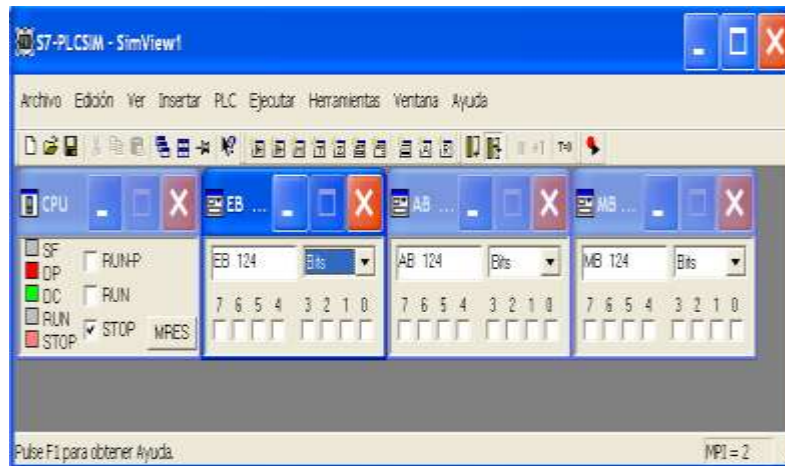 S7-PLCSIM - SimView1
Archivo Edición Ver Insertar PLC Ejecutar Herramientas Ventana Ayuda
T=0
CPU
SF
DP
DC
RUN
STOP
RUN-P
RUN
STOP
MRES
EB ...
EB 124 Bits
7 6 5 4 3 2 1 0
AB ...
AB 124 Bits
7 6 5 4 3 2 1 0
MB ...
MB 124 Bits
7 6 5 4 3 2 1 0
Pulse F1 para obtener Ayuda. MPI = 2